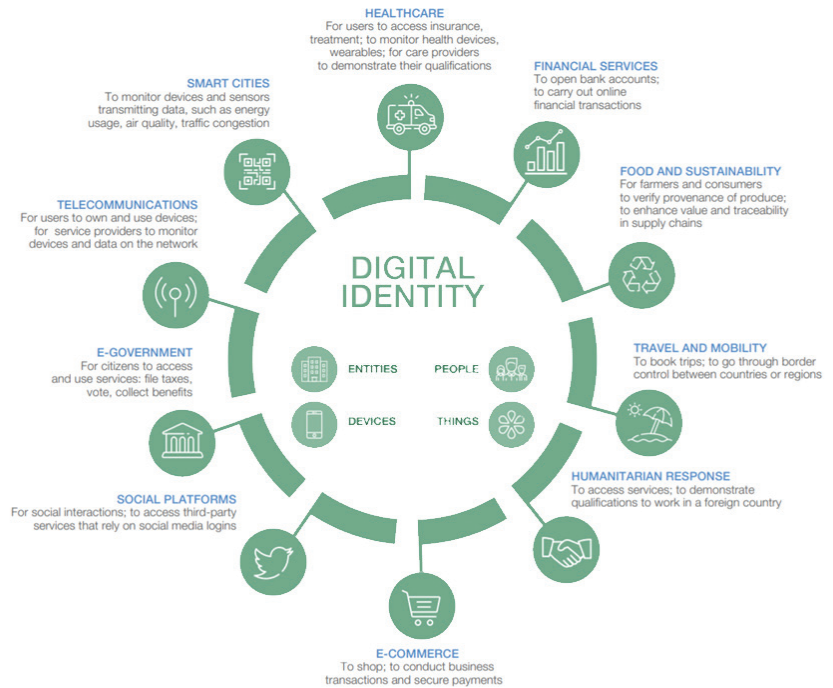 HEALTHCARE
For users to access insurance,
treatment; to monitor health devices,
wearables; for care providers
to demonstrate their qualifications
FINANCIAL SERVICES
To open bank accounts;
to carry out online
financial transactions
SMART CITIES
To monitor devices and sensors
transmitting data, such as energy
usage, air quality, traffic congestion
FOOD AND SUSTAINABILITY
For farmers and consumers
to verify provenance of produce;
to enhance value and traceability
in supply chains
TELECOMMUNICATIONS
For users to own and use devices;
for service providers to monitor
devices and data on the network
DIGITAL
IDENTITY
ENTITIES
PEOPLE
DEVICES
THINGS
E-GOVERNMENT
For citizens to access
and use services: file taxes,
vote, collect benefits
TRAVEL AND MOBILITY
To book trips; to go through border
control between countries or regions
HUMANITARIAN RESPONSE
To access services; to demonstrate
qualifications to work in a foreign country
SOCIAL PLATFORMS
For social interactions; to access third-party
services that rely on social media logins
E-COMMERCE
To shop; to conduct business
transactions and secure payments